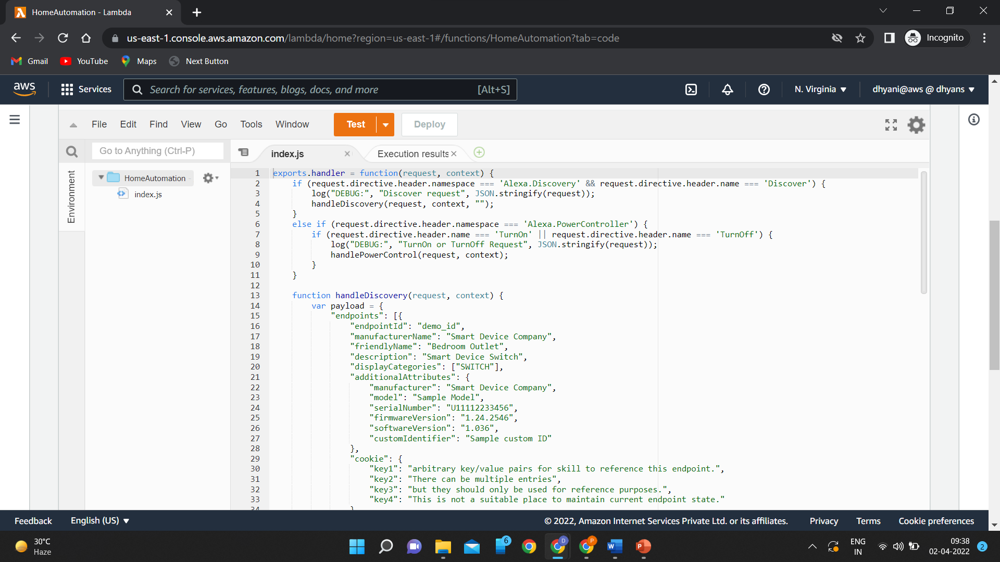 HomeAutomation - Lambda
us-east-1.console.aws.amazon.com/lambda/home?region=us-east-1#/functions/HomeAutomation?tab=code
Incognito
Gmail YouTube Maps Next Button
aws Services Search for services, features, blogs, docs, and more [Alt+S] N. Virginia ▼ dhyani@aws @ dhyans ▼
File Edit Find View Go Tools Window Test Deploy
Go to Anything (Ctrl-P)
index.js Execution results
Environment
HomeAutomation
index.js
1 exports.handler = function(request, context) {
2 if (request.directive.header.namespace === 'Alexa.Discovery' && request.directive.header.name === 'Discover') {
3 log("DEBUG:", "Discover request", JSON.stringify(request));
4 handleDiscovery(request, context, "");
5 }
6 else if (request.directive.header.namespace === 'Alexa.PowerController') {
7 if (request.directive.header.name === 'TurnOn' || request.directive.header.name === 'TurnOff') {
8 log("DEBUG:", "TurnOn or TurnOff Request", JSON.stringify(request));
9 handlePowerControl(request, context);
10 }
11 }
12
13 function handleDiscovery(request, context) {
14 var payload = {
15 "endpoints": [{
16 "endpointId": "demo_id",
17 "manufacturerName": "Smart Device Company",
18 "friendlyName": "Bedroom Outlet",
19 "description": "Smart Device Switch",
20 "displayCategories": ["SWITCH"],
21 "additionalAttributes": {
22 "manufacturer": "Smart Device Company",
23 "model": "Sample Model",
24 "serialNumber": "U11112233456",
25 "firmwareVersion": "1.24.2546",
26 "softwareVersion": "1.036",
27 "customIdentifier": "Sample custom ID"
28 },
29 "cookie": {
30 "key1": "arbitrary key/value pairs for skill to reference this endpoint.",
31 "key2": "There can be multiple entries",
32 "key3": "but they should only be used for reference purposes.",
33 "key4": "This is not a suitable place to maintain current endpoint state."
34 }
Feedback English (US) ▼ © 2022, Amazon Internet Services Private Ltd. or its affiliates. Privacy Terms Cookie preferences
30°C
Haze
6
D
P
W
P
ENG
IN
09:38
02-04-2022
2